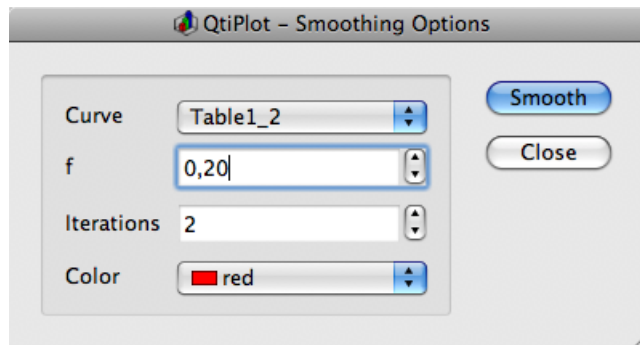 QtiPlot – Smoothing Options
Curve Table1_2
f 0,20
Iterations 2
Color red
Smooth
Close